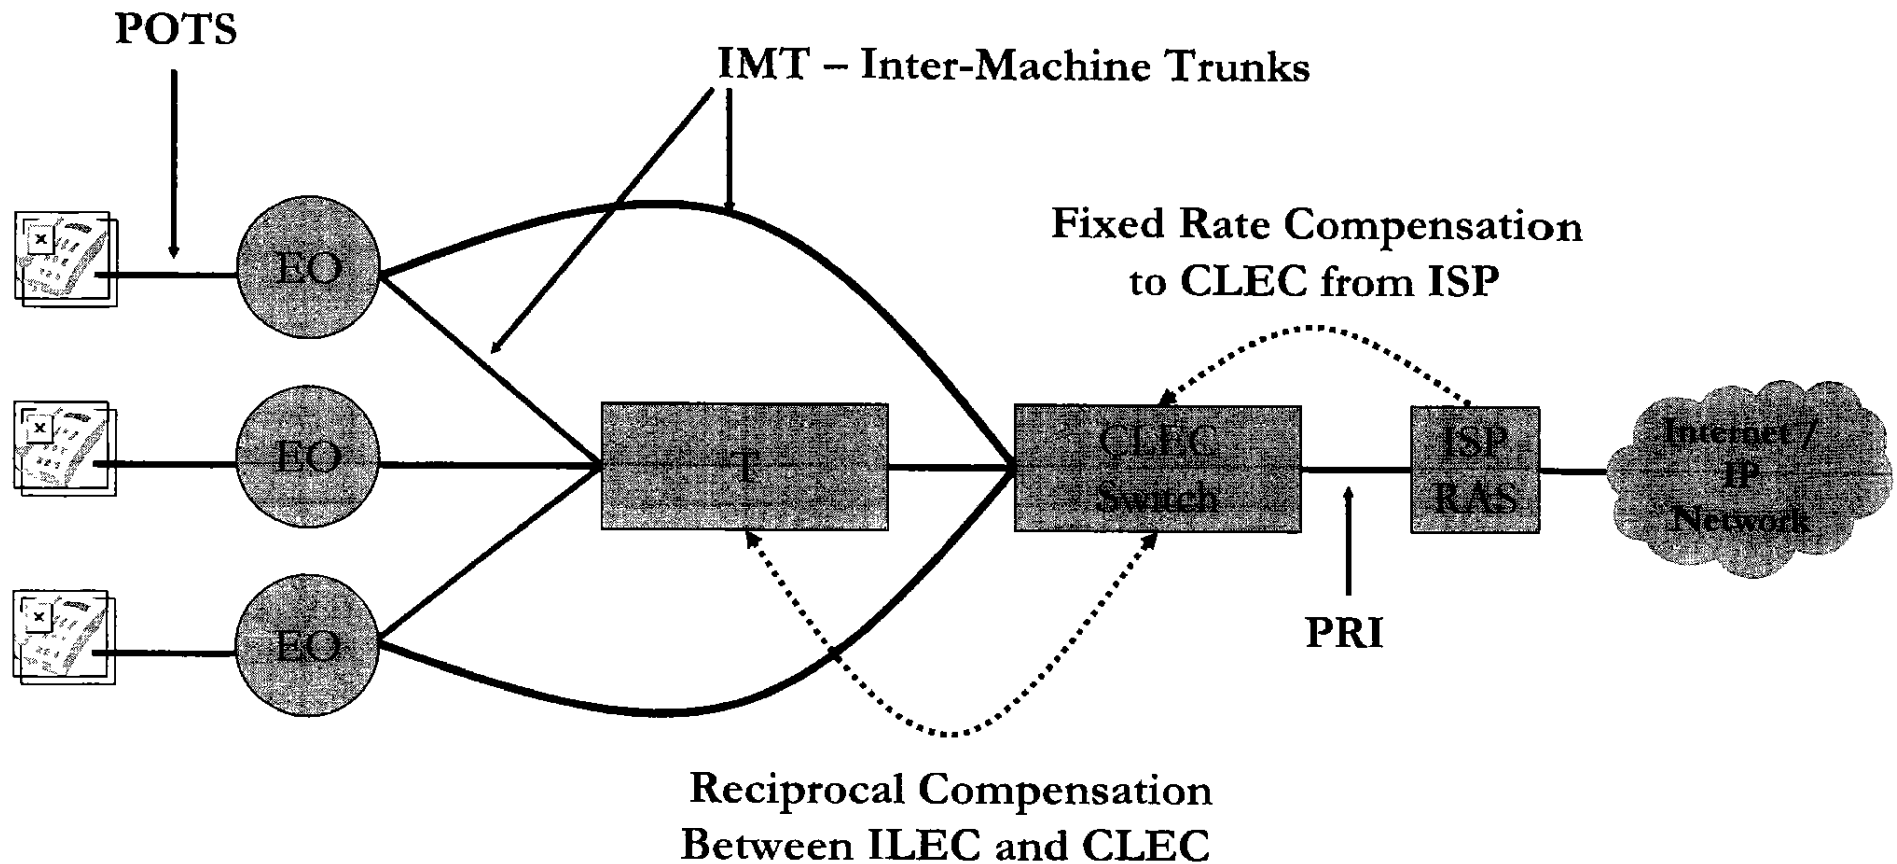 POTS
IMT – Inter-Machine Trunks
Fixed Rate Compensation
to CLEC from ISP
EO
EO
EO
T
CLEC
Switch
ISP
RAS
Internet /
IP
Network
PRI
Reciprocal Compensation
Between ILEC and CLEC